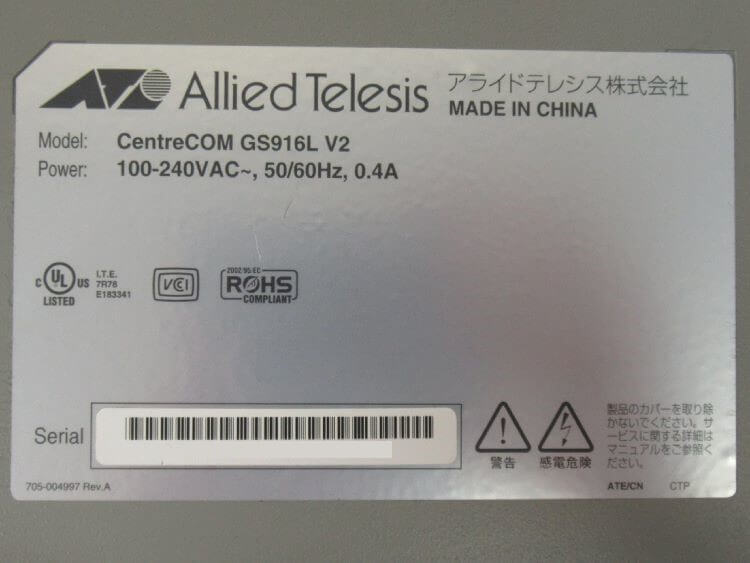 Allied Telesis アライドテレシス株式会社
MADE IN CHINA
Model: CentreCOM GS916L V2
Power: 100-240VAC~, 50/60Hz, 0.4A
C UL US LISTED
I.T.E.
7R78
E183341
VCI
2002/95/EC
ROHS
COMPLIANT
Serial
警告
感電危険
製品のカバーを取り除
かないでください。サ
ービスに関する詳細は
マニュアルをご参照く
ださい。
705-004997 Rev.A
ATE/CN CTP